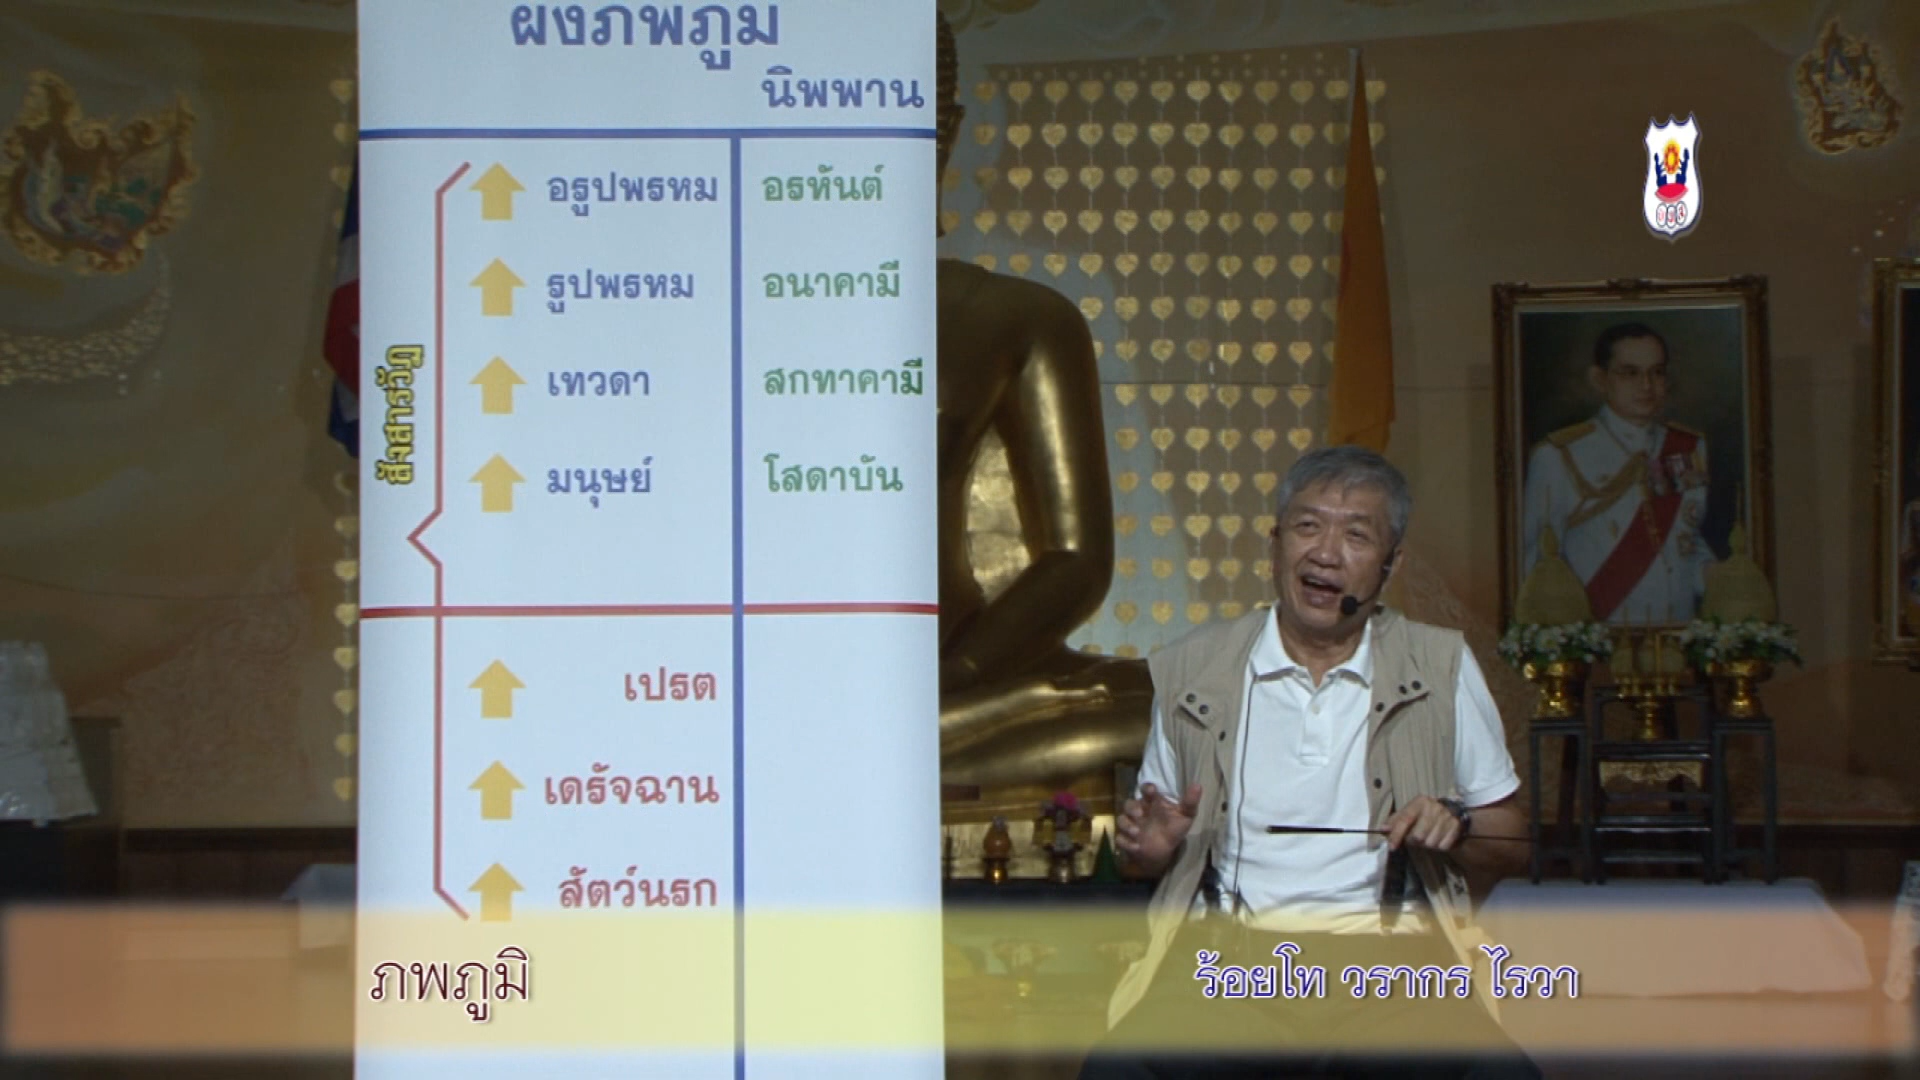 ผังภพภูมิ
นิพพาน
อรูปพรหม อรหันต์
รูปพรหม อนาคามี
เทวดา สกทาคามี
มนุษย์ โสดาบัน
สังสารวัฏ
เปรต
เดรัจฉาน
สัตว์นรก
ภพภูมิ
ร้อยโท วรากร ไรวา